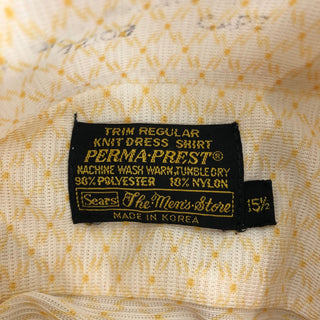 TRIM REGULAR
KNIT DRESS SHIRT
PERMA-PREST®
MACHINE WASH WARM, TUMBLE DRY
90% POLYESTER 10% NYLON
Sears The Men's Store
MADE IN KOREA
15½